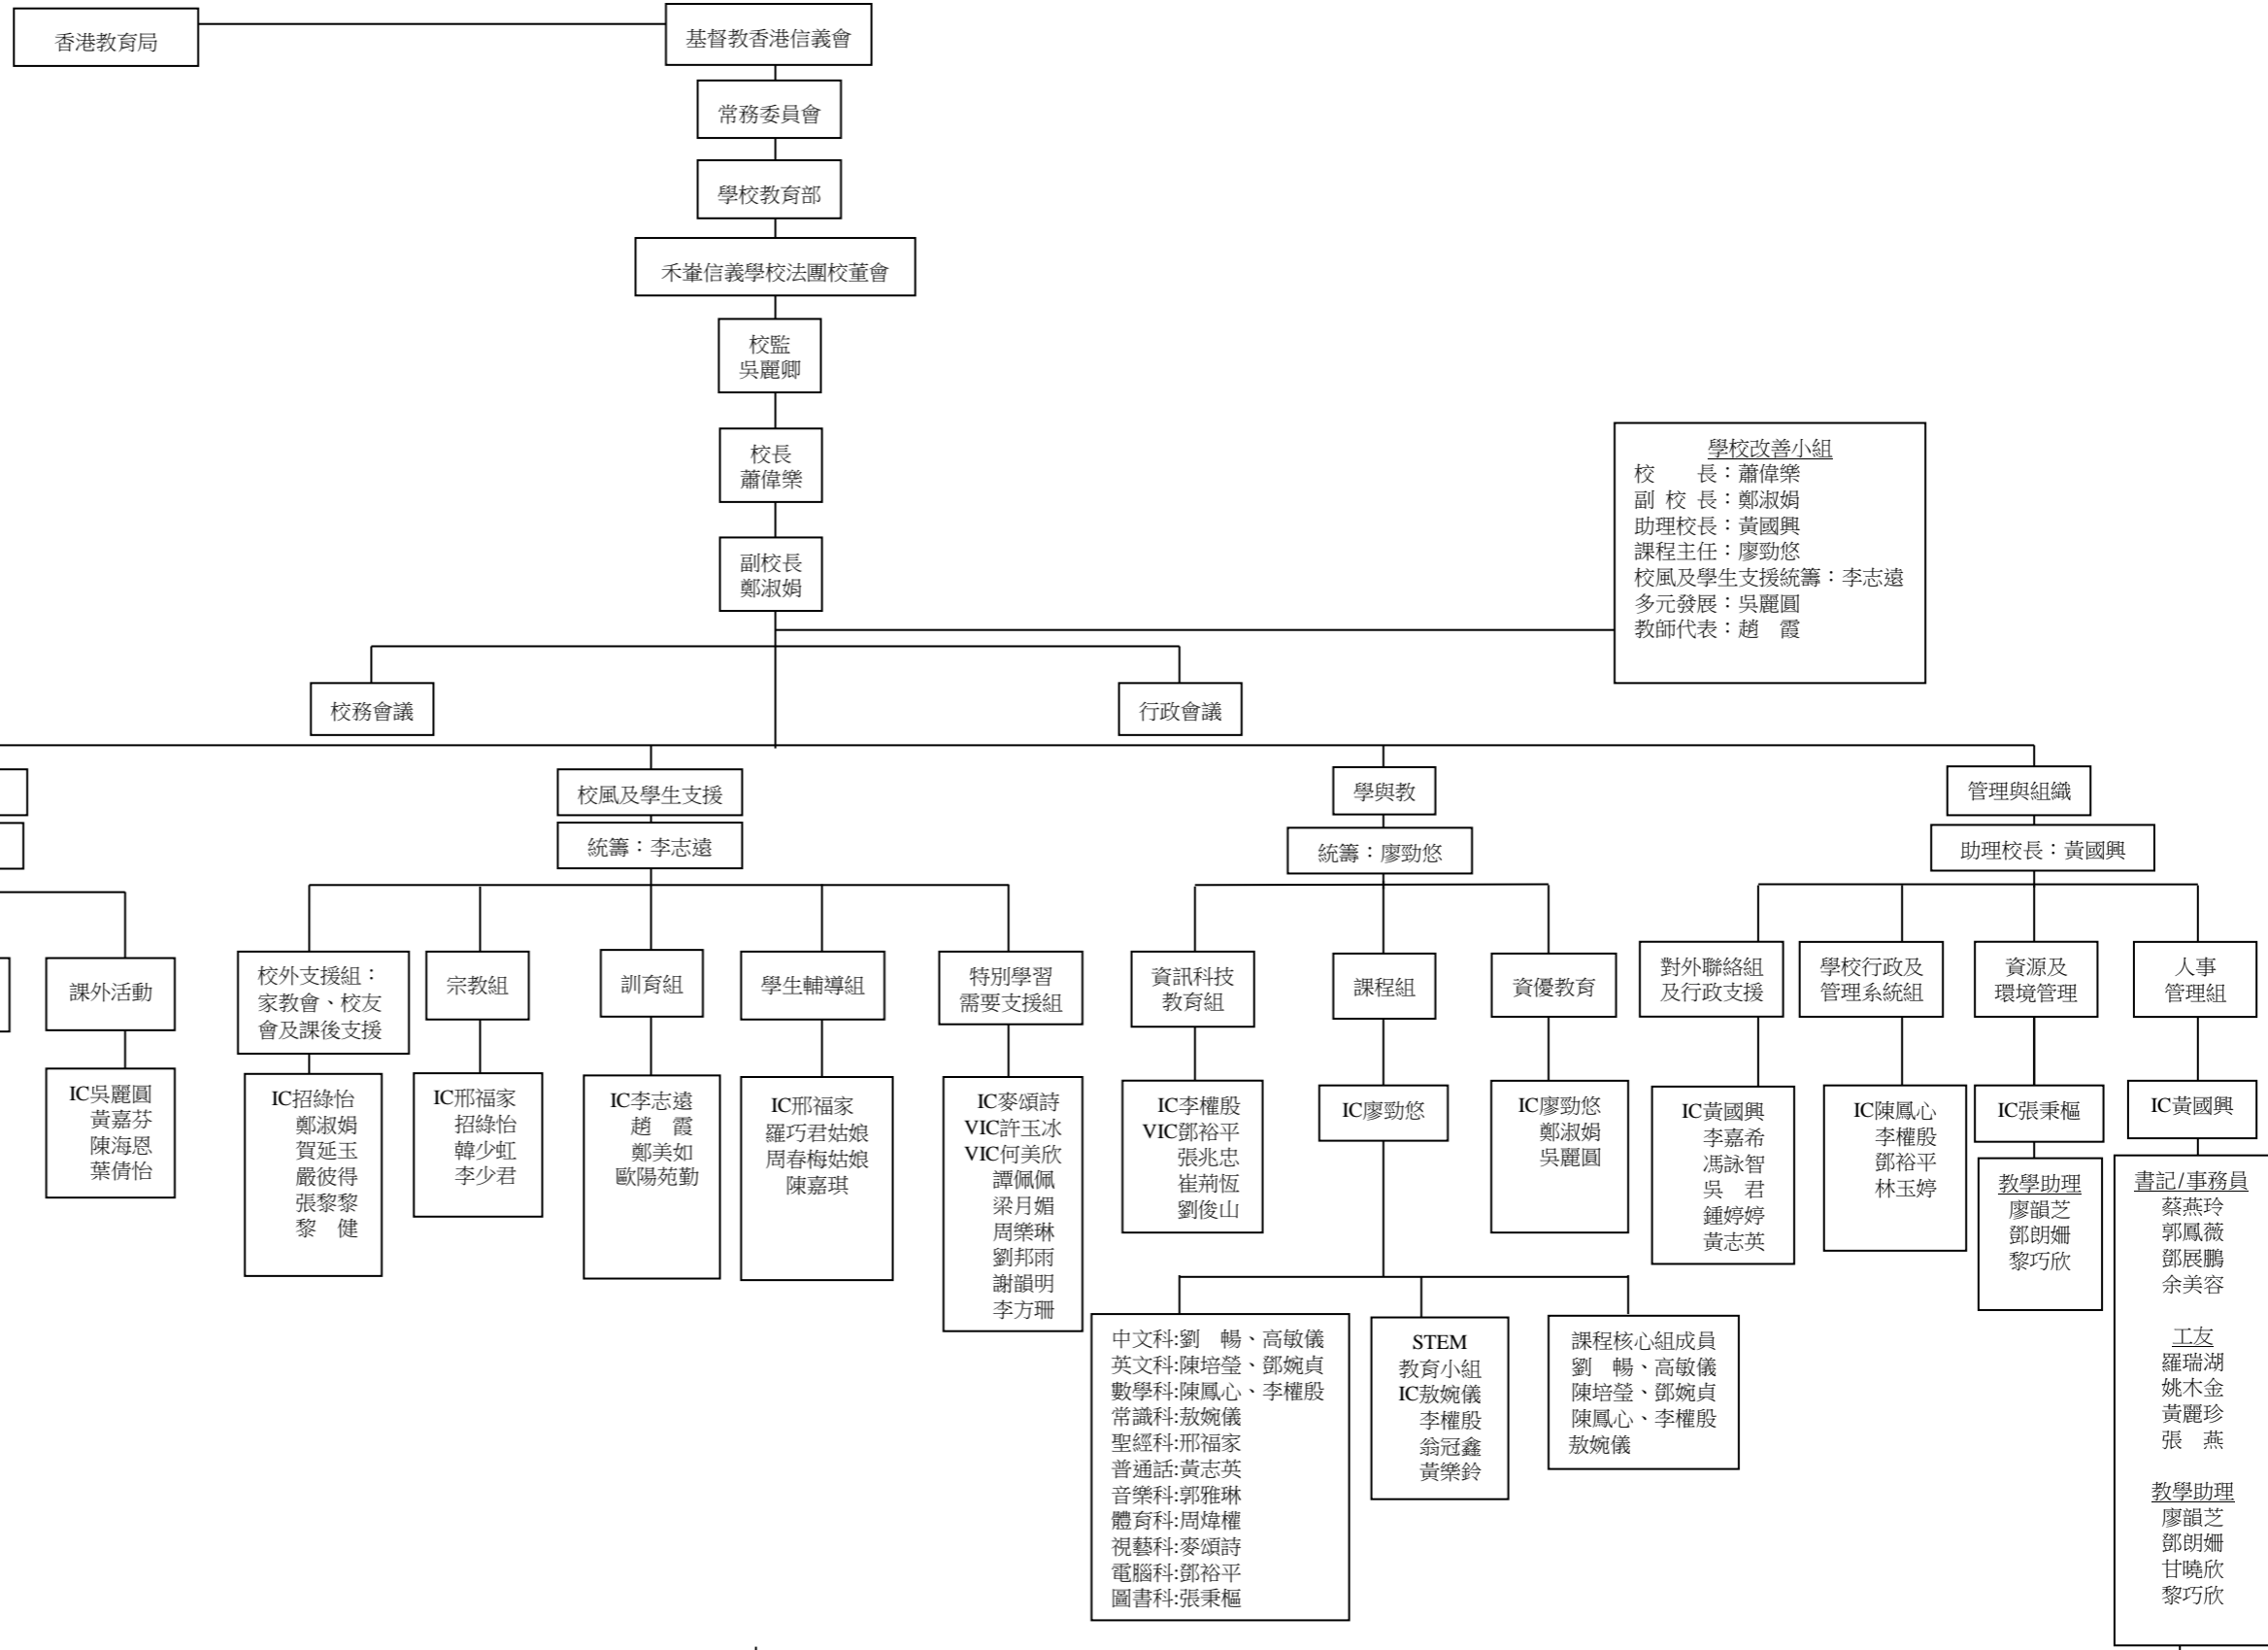 香港教育局
基督教香港信義會
常務委員會
學校教育部
禾輋信義學校法團校董會
校監
吳麗卿
校長
蕭偉樂
副校長
鄭淑娟
學校改善小組
校　　長：蕭偉樂
副 校 長：鄭淑娟
助理校長：黃國興
課程主任：廖勁悠
校風及學生支援統籌：李志遠
多元發展：吳麗圓
教師代表：趙　霞
校務會議
行政會議
校風及學生支援
統籌：李志遠
學與教
統籌：廖勁悠
管理與組織
助理校長：黃國興
課外活動
IC吳麗圓
黃嘉芬
陳海恩
葉倩怡
校外支援組：
家教會、校友
會及課後支援
IC招綠怡
鄭淑娟
賀延玉
嚴彼得
張黎黎
黎　健
宗教組
IC邢福家
招綠怡
韓少虹
李少君
訓育組
IC李志遠
趙　霞
鄭美如
歐陽苑勤
學生輔導組
IC邢福家
羅巧君姑娘
周春梅姑娘
陳嘉琪
特別學習
需要支援組
IC麥頌詩
VIC許玉冰
VIC何美欣
譚佩佩
梁月媚
周樂琳
劉邦雨
謝韻明
李方珊
資訊科技
教育組
IC李權殷
VIC鄧裕平
張兆忠
崔荊恆
劉俊山
課程組
IC廖勁悠
資優教育
IC廖勁悠
鄭淑娟
吳麗圓
中文科:劉　暢、高敏儀
英文科:陳培瑩、鄧婉貞
數學科:陳鳳心、李權殷
常識科:敖婉儀
聖經科:邢福家
普通話:黃志英
音樂科:郭雅琳
體育科:周煒權
視藝科:麥頌詩
電腦科:鄧裕平
圖書科:張秉樞
STEM
教育小組
IC敖婉儀
李權殷
翁冠鑫
黃樂鈴
課程核心組成員
劉　暢、高敏儀
陳培瑩、鄧婉貞
陳鳳心、李權殷
敖婉儀
對外聯絡組
及行政支援
IC黃國興
李嘉希
馮詠智
吳　君
鍾婷婷
黃志英
學校行政及
管理系統組
IC陳鳳心
李權殷
鄧裕平
林玉婷
資源及
環境管理
IC張秉樞
教學助理
廖韻芝
鄧朗姍
黎巧欣
人事
管理組
IC黃國興
書記/事務員
蔡燕玲
郭鳳薇
鄧展鵬
余美容
工友
羅瑞湖
姚木金
黃麗珍
張　燕
教學助理
廖韻芝
鄧朗姍
甘曉欣
黎巧欣